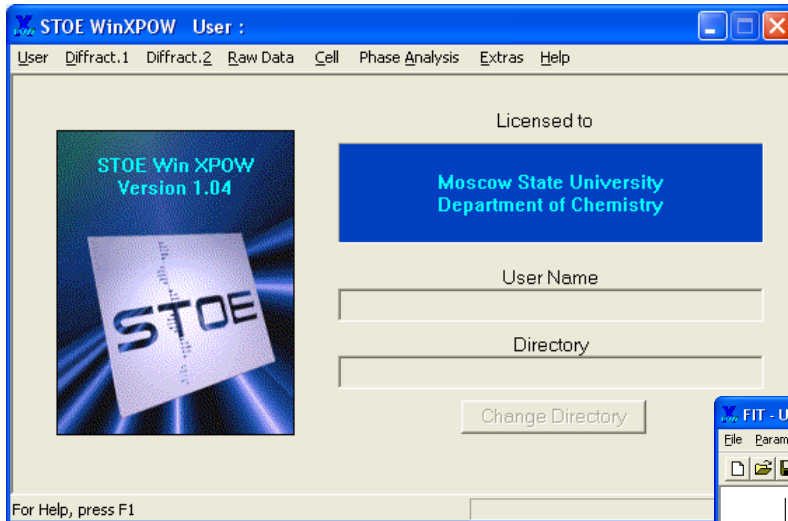 STOE WinXPOW User :
User Diffract.1 Diffract.2 Raw Data Cell Phase Analysis Extras Help
STOE Win XPOW
Version 1.04
STOE
Licensed to
Moscow State University
Department of Chemistry
User Name
Directory
Change Directory
For Help, press F1
FIT - U
File Param